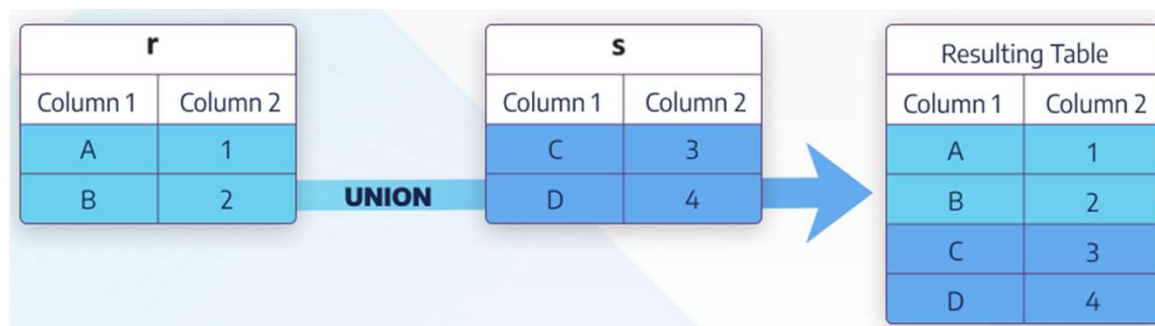 r
Column 1 Column 2
A 1
B 2
UNION
s
Column 1 Column 2
C 3
D 4
Resulting Table
Column 1 Column 2
A 1
B 2
C 3
D 4